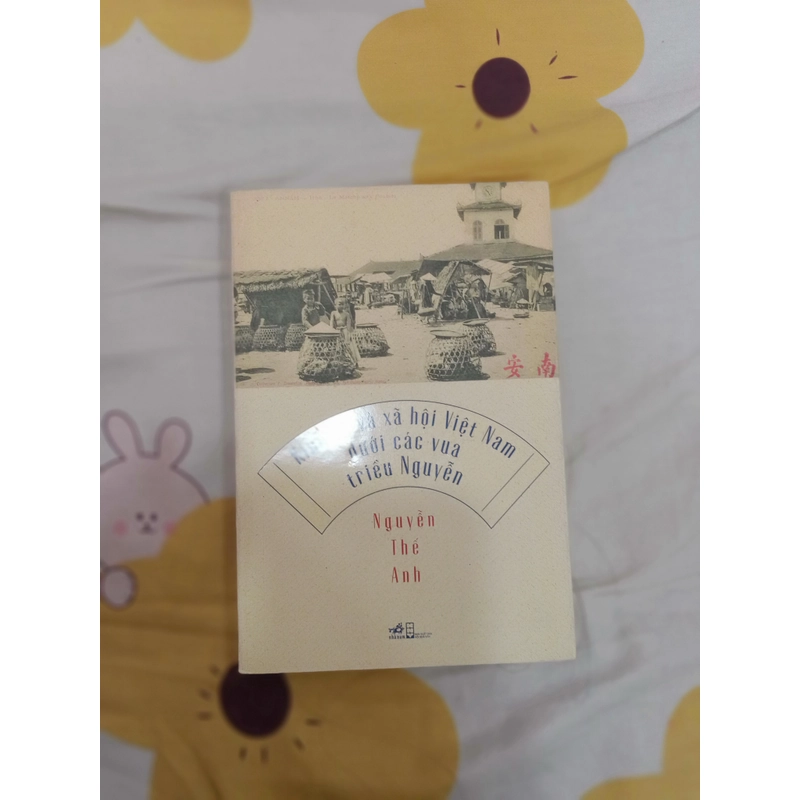 安南
và xã hội Việt Nam
dưới các vua
triều Nguyễn
Nguyễn
Thế
Anh